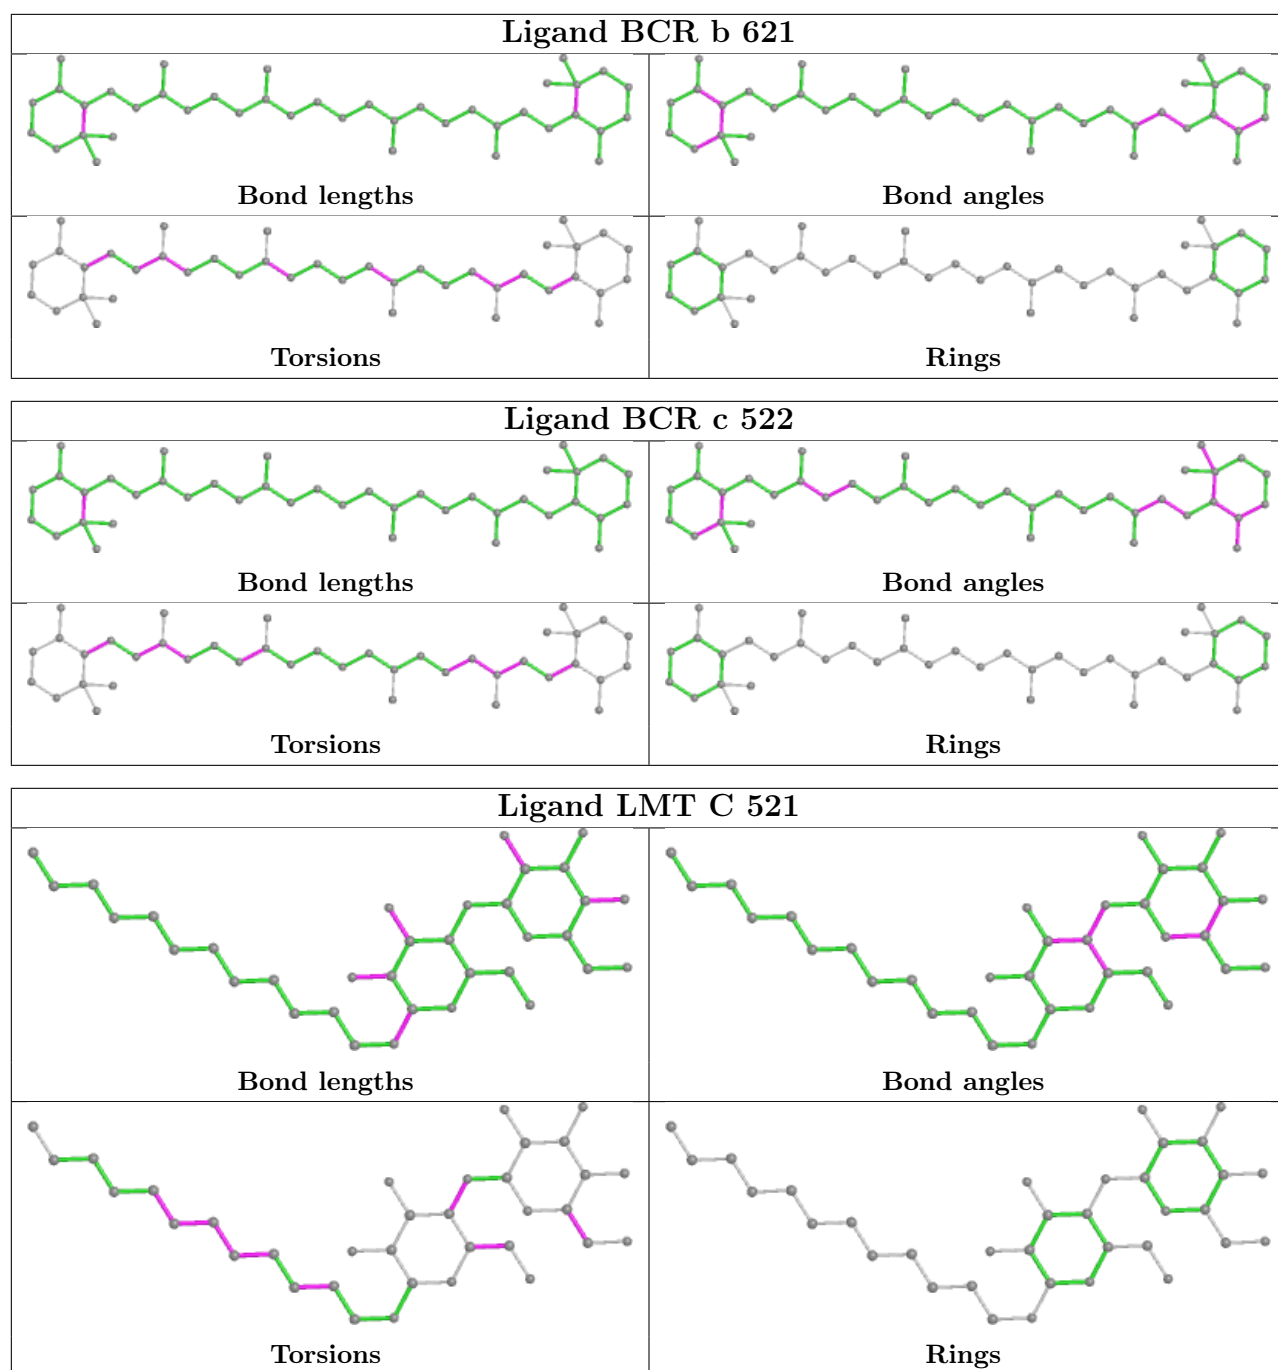 Ligand BCR b 621
Bond lengths
Bond angles
Torsions
Rings
Ligand BCR c 522
Bond lengths
Bond angles
Torsions
Rings
Ligand LMT C 521
Bond lengths
Bond angles
Torsions
Rings